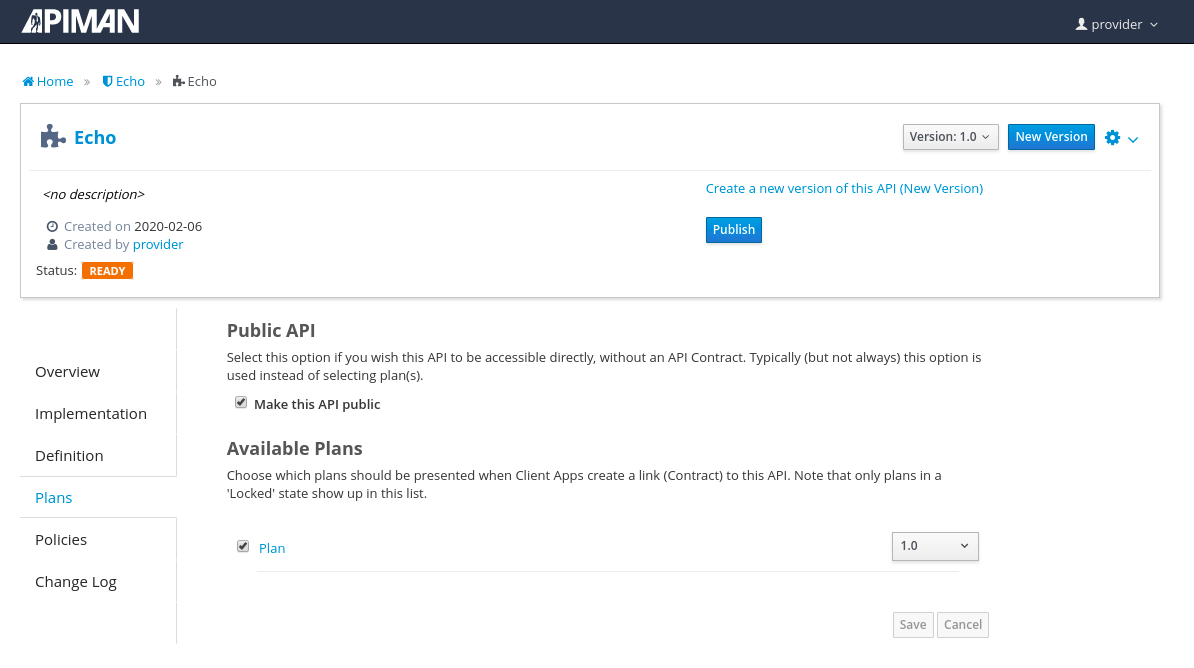 APIMAN
provider
Home » Echo » Echo
Echo
Version: 1.0
New Version
<no description>
Create a new version of this API (New Version)
Created on 2020-02-06
Publish
Created by provider
Status: READY
Public API
Select this option if you wish this API to be accessible directly, without an API Contract. Typically (but not always) this option is
used instead of selecting plan(s).
Make this API public
Overview
Implementation
Definition
Plans
Policies
Change Log
Available Plans
Choose which plans should be presented when Client Apps create a link (Contract) to this API. Note that only plans in a
'Locked' state show up in this list.
Plan
1.0
Save
Cancel